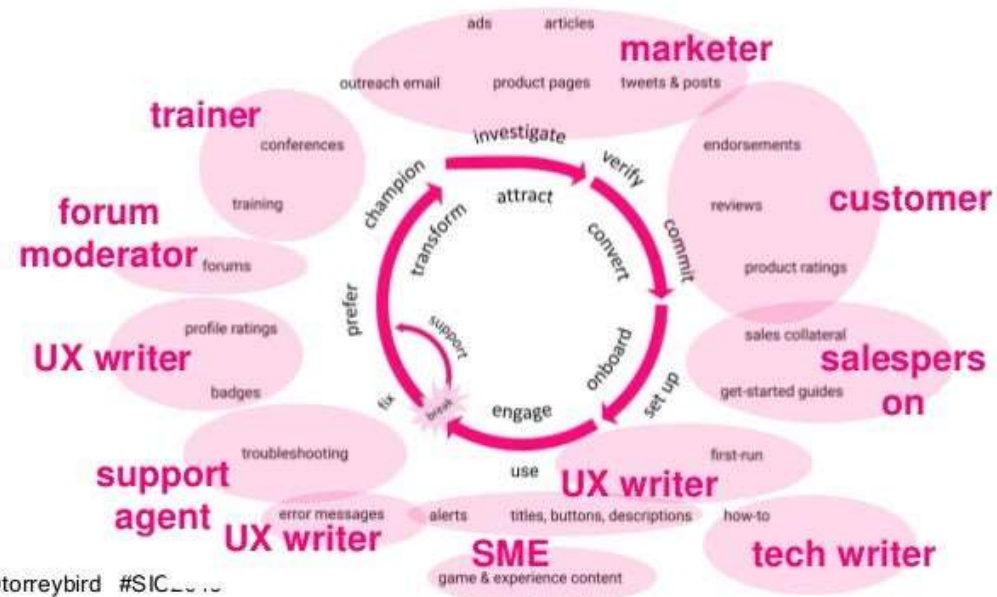 ads articles
marketer
outreach email product pages tweets & posts
trainer
conferences
training
investigate
verify
endorsements
customer
reviews
commit
product ratings
champion
attract
transform
convert
forum
moderator
forums
prefer
support
onboard
sales collateral
salespers
on
get-started guides
set up
profile ratings
UX writer
badges
fix
break
engage
use
troubleshooting
support
agent
first-run
UX writer
error messages
UX writer
alerts titles, buttons, descriptions how-to
SME
tech writer
game & experience content
torreybird